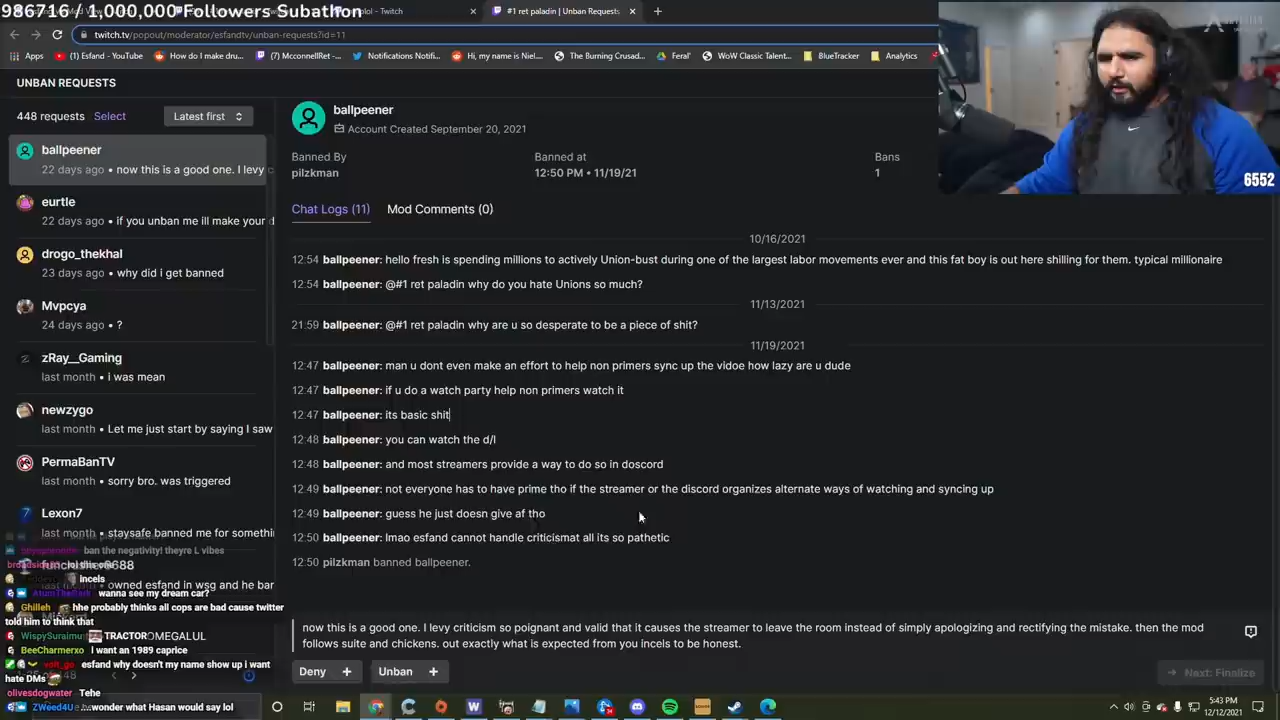 986716 / 1,000,000 Followers Subathon
lol - Twitch
#1 ret paladin | Unban Requests
twitch.tv/popout/moderator/esfandtv/unban-requests?id=11
Apps
(1) Esfand - YouTube
How do I make dru...
(7) McconnellRet - ...
Notifications Notifi...
Hi, my name is Niel....
The Burning Crusad...
Feral'
WoW Classic Talent...
BlueTracker
Analytics
UNBAN REQUESTS
448 requests Select Latest first
ballpeener
22 days ago • now this is a good one. I levy c
eurtle
22 days ago • if you unban me ill make your d
drogo_thekhal
23 days ago • why did i get banned
Mvpcya
24 days ago • ?
zRay__Gaming
last month • i was mean
newzygo
last month • Let me just start by saying I saw
PermaBanTV
last month • sorry bro. was triggered
Lexon7
last month • staysafe banned me for somethin
ban the negativity! theyre L vibes
last month • owned esfand in wsg and he bar
incels
AtumTheDark wanna see my dream car?
Ghilleh hhe probably thinks all cops are bad cause twitter
told him to think that
TRACTOR OMEGALUL
BeeCharmerxo I want an 1989 caprice
volt_go esfand why doesn't my name show up i want
hate DMs
olivesdogwater Tehe
ZWeed4U !...wonder what Hasan would say lol
ballpeener
Account Created September 20, 2021
Banned By
pilzkman
Banned at
12:50 PM • 11/19/21
Bans
1
6552
Chat Logs (11) Mod Comments (0)
10/16/2021
12:54 ballpeener: hello fresh is spending millions to actively Union-bust during one of the largest labor movements ever and this fat boy is out here shilling for them. typical millionaire
12:54 ballpeener: @#1 ret paladin why do you hate Unions so much?
11/13/2021
21:59 ballpeener: @#1 ret paladin why are u so desperate to be a piece of shit?
11/19/2021
12:47 ballpeener: man u dont even make an effort to help non primers sync up the vidoe how lazy are u dude
12:47 ballpeener: if u do a watch party help non primers watch it
12:47 ballpeener: its basic shit
12:48 ballpeener: you can watch the d/l
12:48 ballpeener: and most streamers provide a way to do so in doscord
12:49 ballpeener: not everyone has to have prime tho if the streamer or the discord organizes alternate ways of watching and syncing up
12:49 ballpeener: guess he just doesn give af tho
12:50 ballpeener: lmao esfand cannot handle criticismat all its so pathetic
12:50 pilzkman banned ballpeener.
now this is a good one. I levy criticism so poignant and valid that it causes the streamer to leave the room instead of simply apologizing and rectifying the mistake. then the mod
follows suite and chickens. out exactly what is expected from you incels to be honest.
Deny + Unban +
Next: Finalize
5:43 PM
12/12/2021